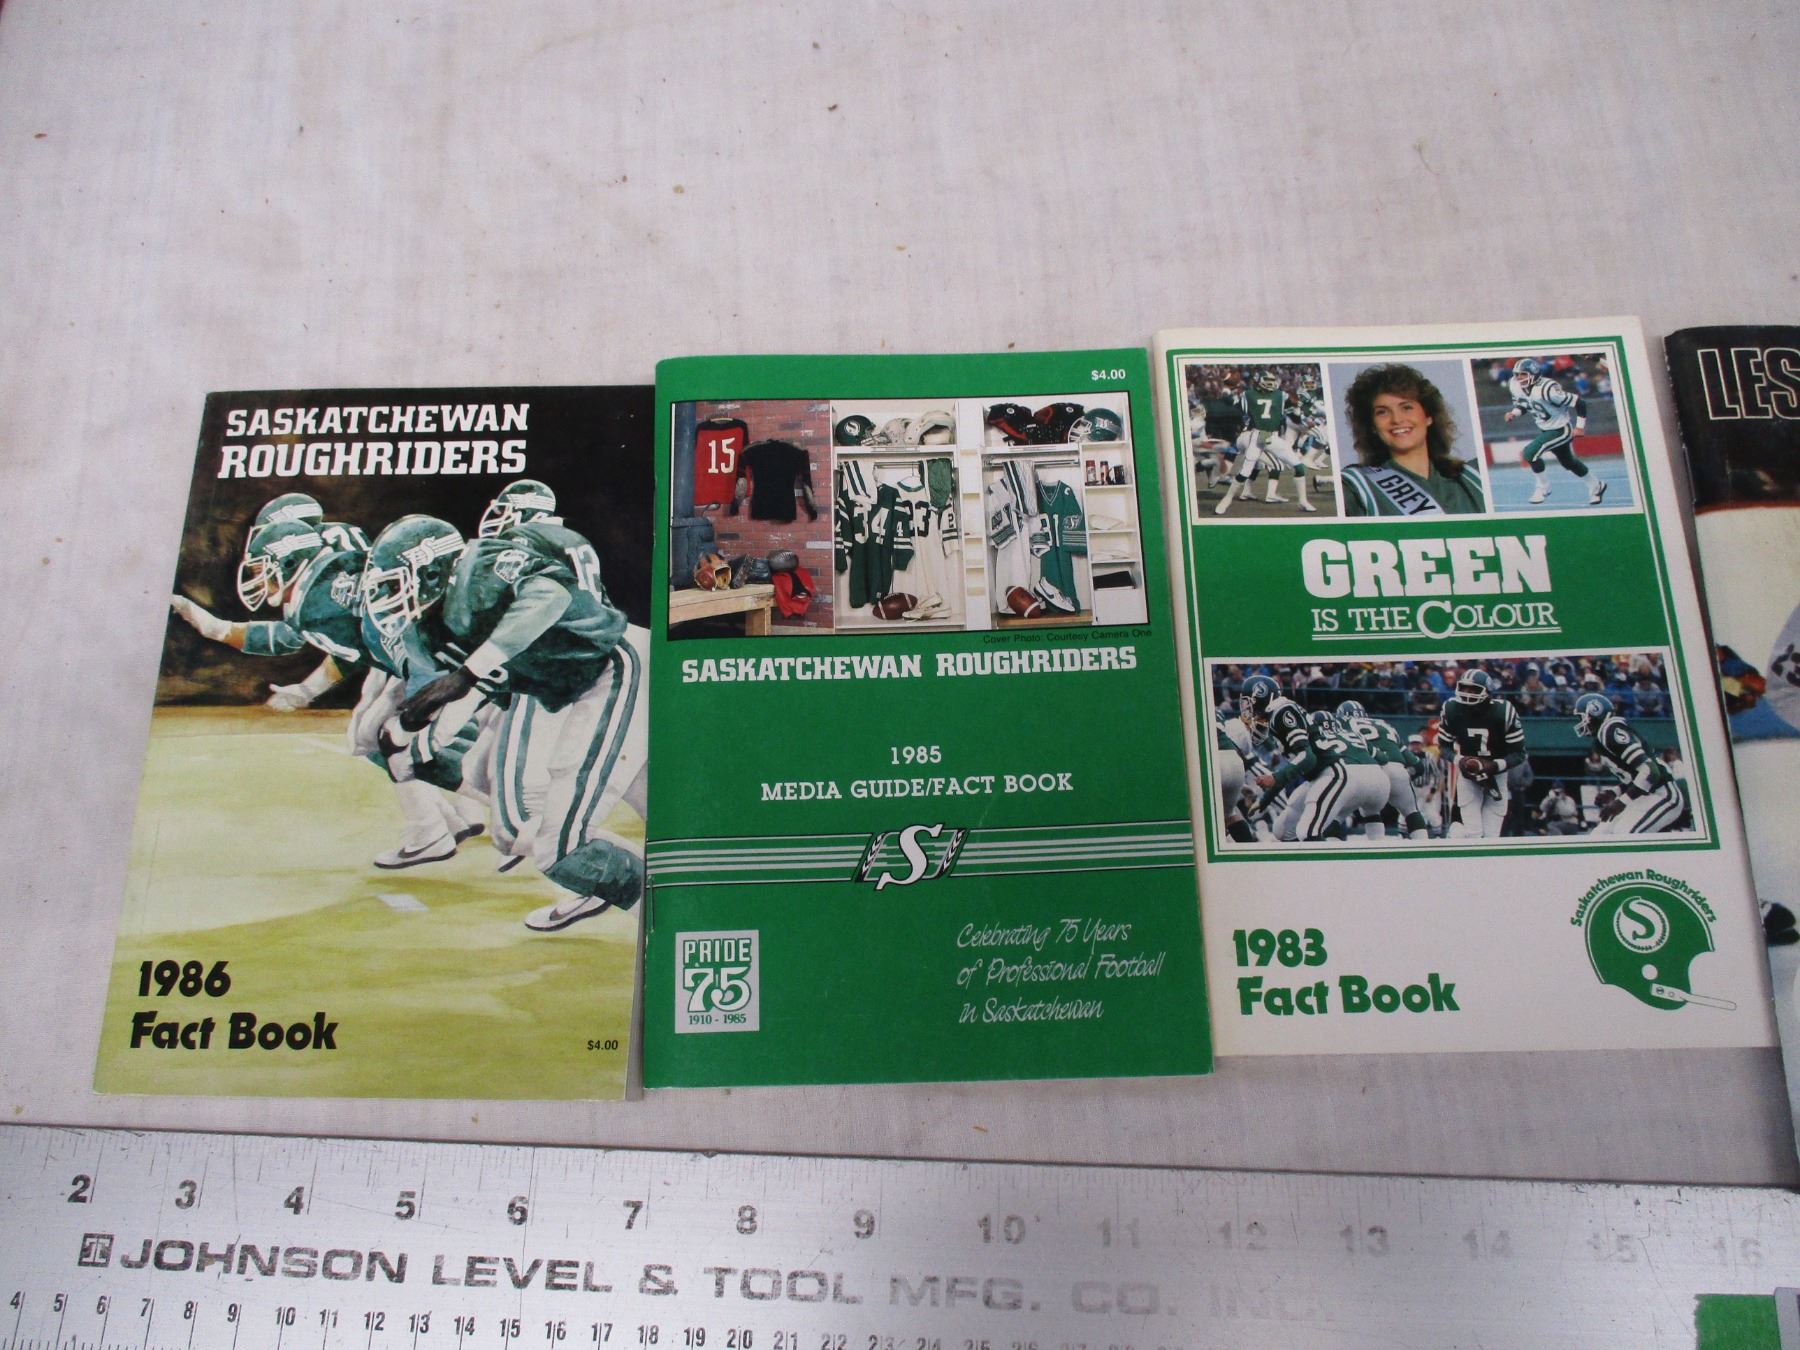 SASKATCHEWAN
ROUGHRIDERS
12
1986
Fact Book
$4.00
$4.00
15
34
Cover Photo: Courtesy Camera One
SASKATCHEWAN ROUGHRIDERS
1985
MEDIA GUIDE/FACT BOOK
S
PRIDE
75
1910 - 1985
Celebrating 75 Years
of Professional Football
in Saskatchewan
7
GREY
GREEN
IS THE COLOUR
7
1983
Fact Book
Saskatchewan Roughriders
S
LES
2 3 4 5 6 7 8 9 10 11 12 13 14 15 16
JOHNSON LEVEL & TOOL MFG. CO. INC.
4 5 6 7 8 9 10 11 12 13 14 15 16 17 18 19 20 21 22 23 24 25 26